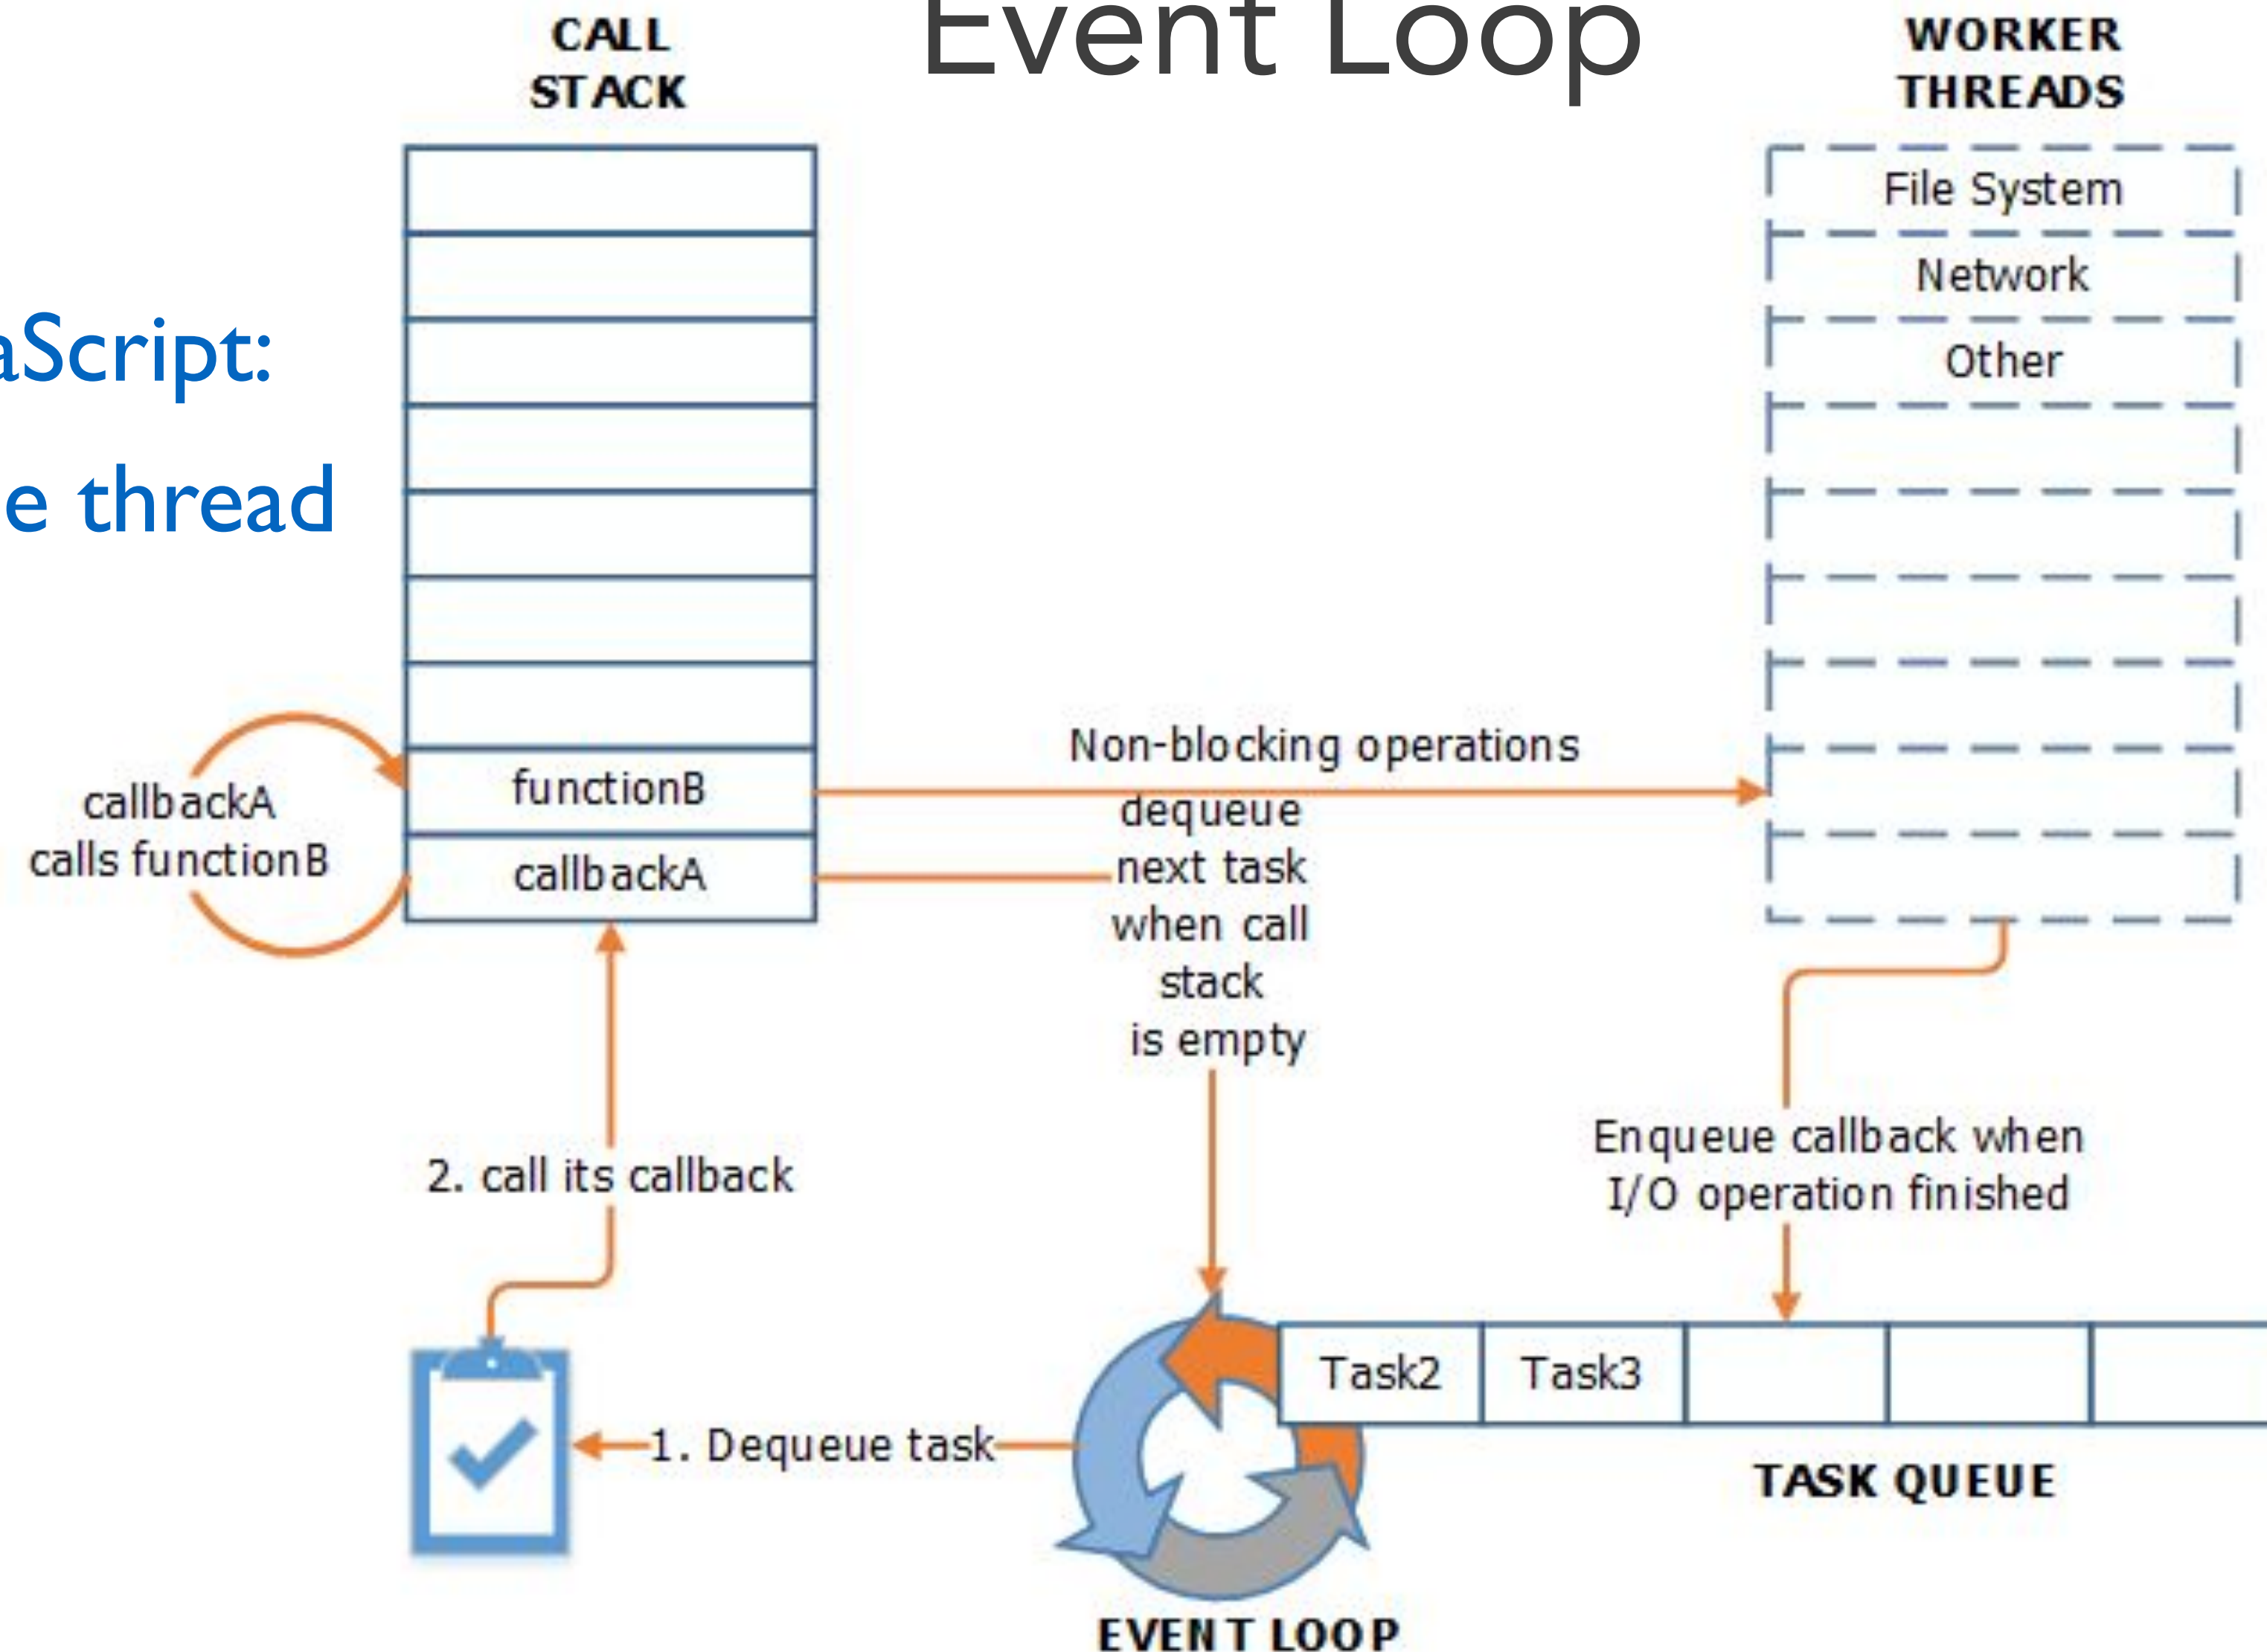 Event Loop
CALL
STACK
WORKER
THREADS
File System
Network
Other
aScript:
e thread
Non-blocking operations
functionB
callbackA
callbackA
calls functionB
dequeue
next task
when call
stack
is empty
2. call its callback
Enqueue callback when
I/O operation finished
1. Dequeue task
Task2
Task3
TASK QUEUE
EVENT LOOP